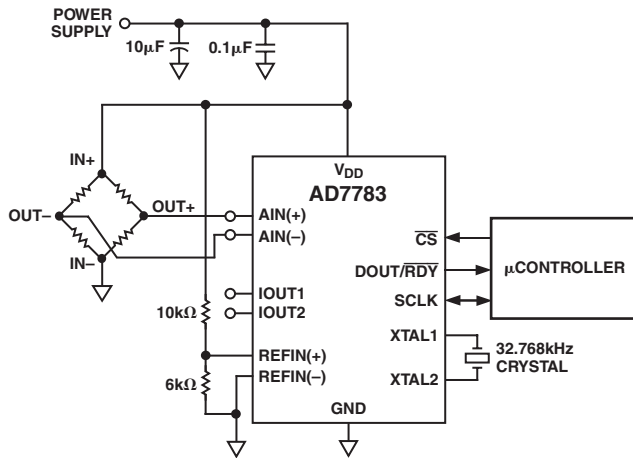 POWER
SUPPLY
10µF
0.1µF
IN+
OUT–
OUT+
IN–
VDD
AD7783
AIN(+)
AIN(–)
IOUT1
IOUT2
10kΩ
REFIN(+)
REFIN(–)
6kΩ
GND
CS
DOUT/RDY
SCLK
XTAL1
XTAL2
µCONTROLLER
32.768kHz
CRYSTAL